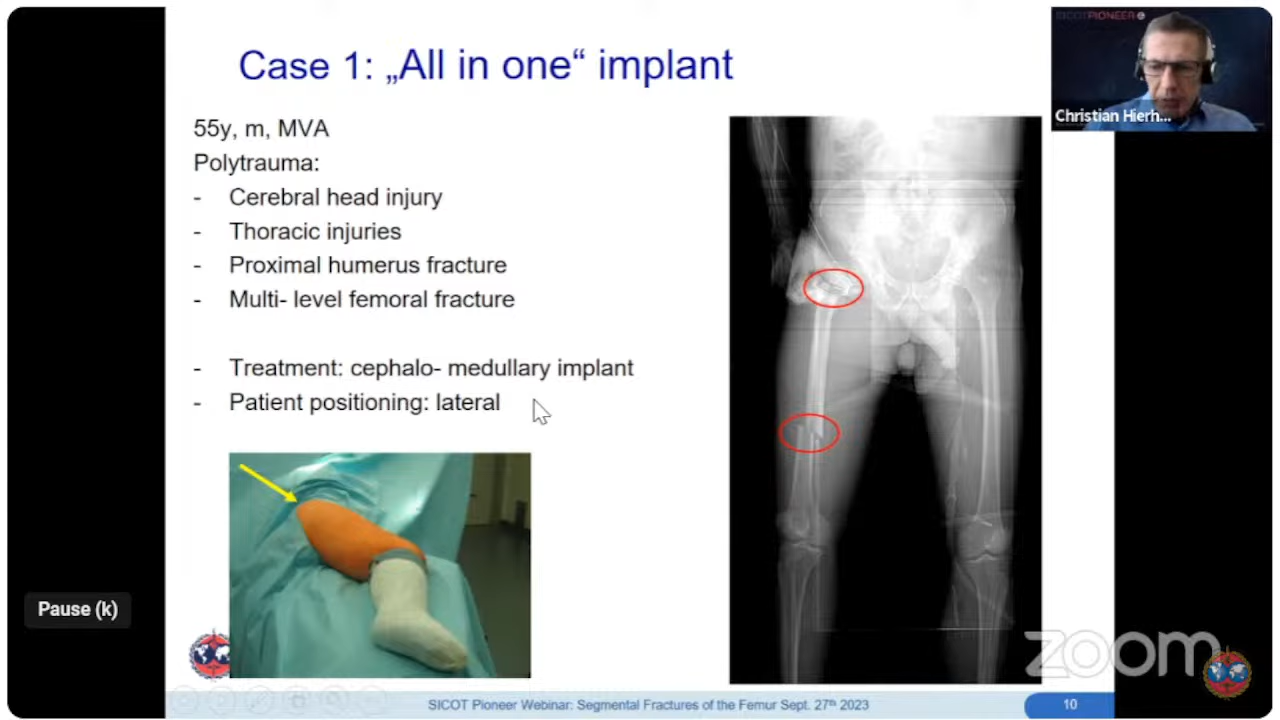 Case 1: „All in one“ implant
SICOTPIONEER
Christian Hierh...
55y, m, MVA
Polytrauma:
- Cerebral head injury
- Thoracic injuries
- Proximal humerus fracture
- Multi- level femoral fracture
- Treatment: cephalo- medullary implant
- Patient positioning: lateral
Pause (k)
zoom
SICOT Pioneer Webinar: Segmental Fractures of the Femur Sept. 27th 2023
10